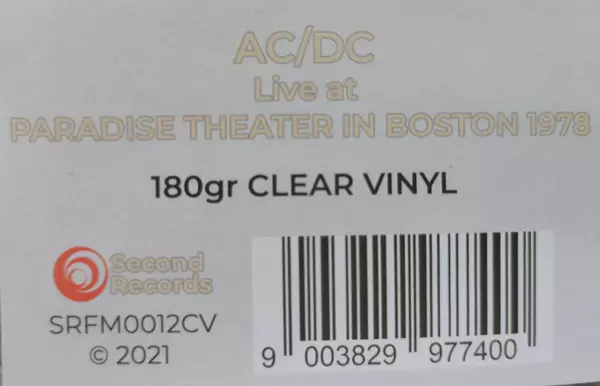 AC/DC
Live at
PARADISE THEATER IN BOSTON 1978
180gr CLEAR VINYL
Second
Records
SRFM0012CV
© 2021
9 003829 977400